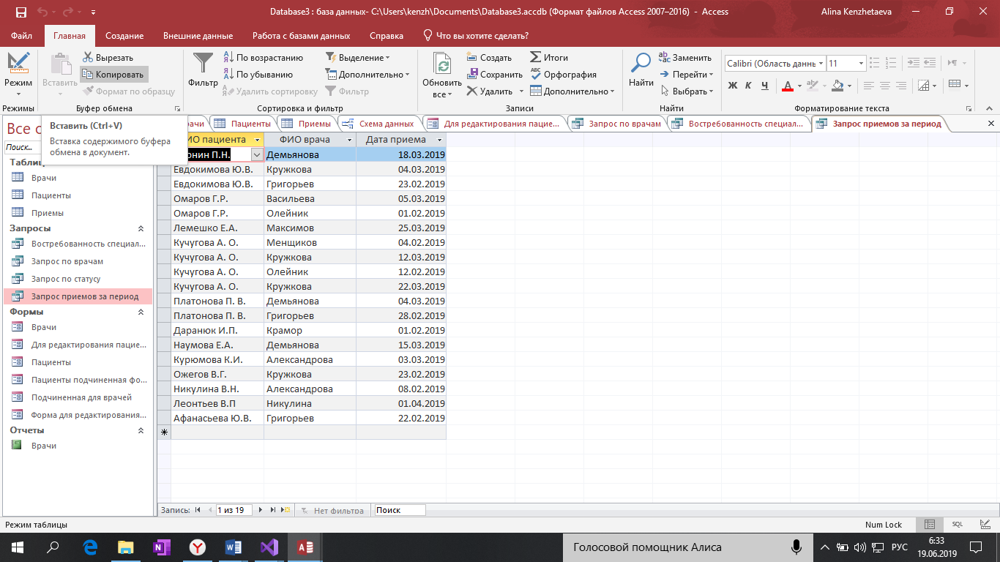 Database3 : база данных- C:\Users\kenzh\Documents\Database3.accdb (Формат файлов Access 2007–2016) - Access
Alina Kenzhetaeva
Файл Главная Создание Внешние данные Работа с базами данных Справка Что вы хотите сделать?
Режим
Режимы
Вставить
Вырезать
Копировать
Формат по образцу
Буфер обмена
Фильтр
По возрастанию
По убыванию
Удалить сортировку
Выделение
Дополнительно
Фильтр
Сортировка и фильтр
Обновить
все
Создать
Сохранить
Удалить
Итоги
Орфография
Дополнительно
Записи
Найти
Заменить
Перейти
Выбрать
Найти
Calibri (Область данн
11
Ж К Ч
Форматирование текста
Вставить (Ctrl+V)
Вставка содержимого буфера
обмена в документ.
Все
Поиск...
Врачи
Пациенты
Приемы
Запросы
Востребованность специал...
Запрос по врачам
Запрос по статусу
Запрос приемов за период
Формы
Врачи
Для редактирования пацие...
Пациенты
Пациенты подчиненная фо...
Подчиненная для врачей
Форма для редактирования...
Отчеты
Врачи
Пациенты Приемы Схема данных Для редактирования пацие... Запрос по врачам Востребованность специал... Запрос приемов за период
пациента ФИО врача Дата приема
П.Н. Демьянова 18.03.2019
Евдокимова Ю.В. Кружкова 04.03.2019
Евдокимова Ю.В. Григорьев 23.02.2019
Омаров Г.Р. Васильева 05.03.2019
Омаров Г.Р. Олейник 01.02.2019
Лемешко Е.А. Максимов 25.03.2019
Кучугова А. О. Менщиков 04.02.2019
Кучугова А. О. Кружкова 12.03.2019
Кучугова А. О. Олейник 12.02.2019
Кучугова А. О. Кружкова 22.03.2019
Платонова П. В. Демьянова 04.03.2019
Платонова П. В. Григорьев 28.02.2019
Даранюк И.П. Крамор 01.02.2019
Наумова Е.А. Демьянова 15.03.2019
Курюмова К.И. Александрова 03.03.2019
Ожегов В.Г. Кружкова 23.02.2019
Никулина В.Н. Александрова 08.02.2019
Леонтьев В.П Никулина 01.04.2019
Афанасьева Ю.В. Григорьев 22.02.2019
Запись: 1 из 19 Нет фильтра Поиск
Режим таблицы
Num Lock
SQL
Голосовой помощник Алиса
РУС
6:33
19.06.2019